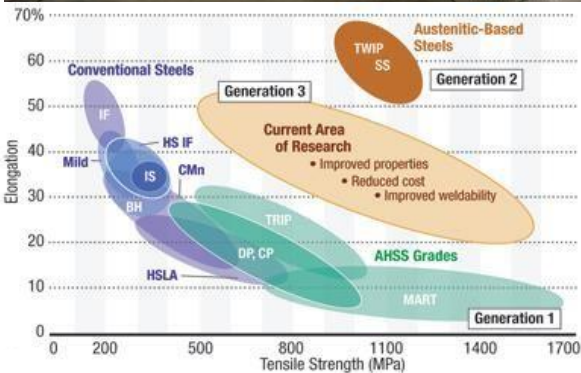 70%
60
50
40
30
20
10
0
Elongation
Conventional Steels
IF
HS IF
Mild
IS
CMn
BH
HSLA
DP, CP
TRIP
AHSS Grades
MART
Generation 1
Austenitic-Based
Steels
TWIP
SS
Generation 2
Generation 3
Current Area
of Research
• Improved properties
• Reduced cost
• Improved weldability
0 200 500 800 1100 1400 1700
Tensile Strength (MPa)